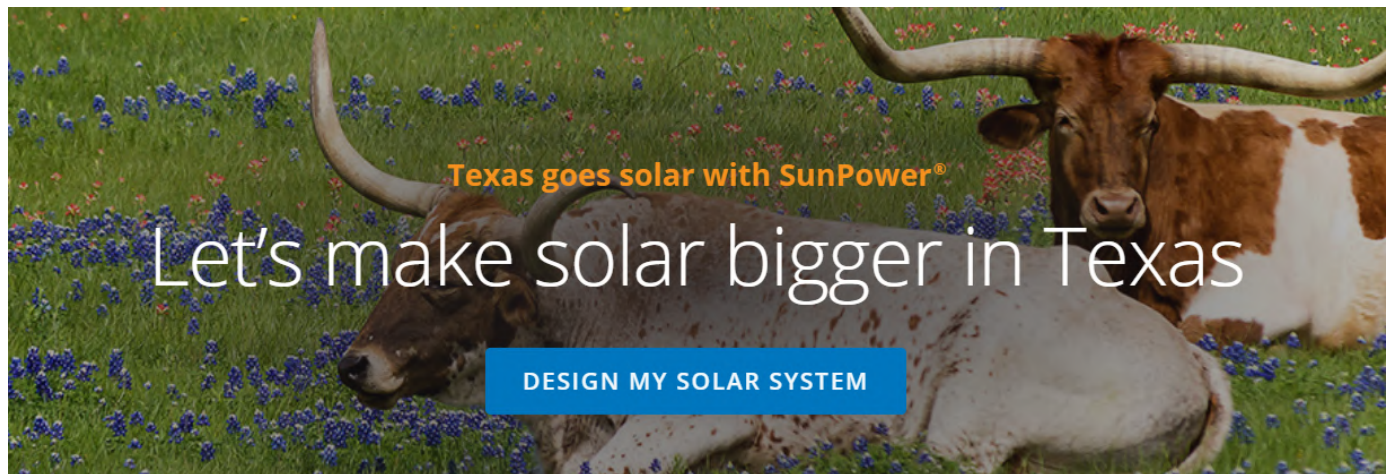 Texas goes solar with SunPower®
Let's make solar bigger in Texas
DESIGN MY SOLAR SYSTEM